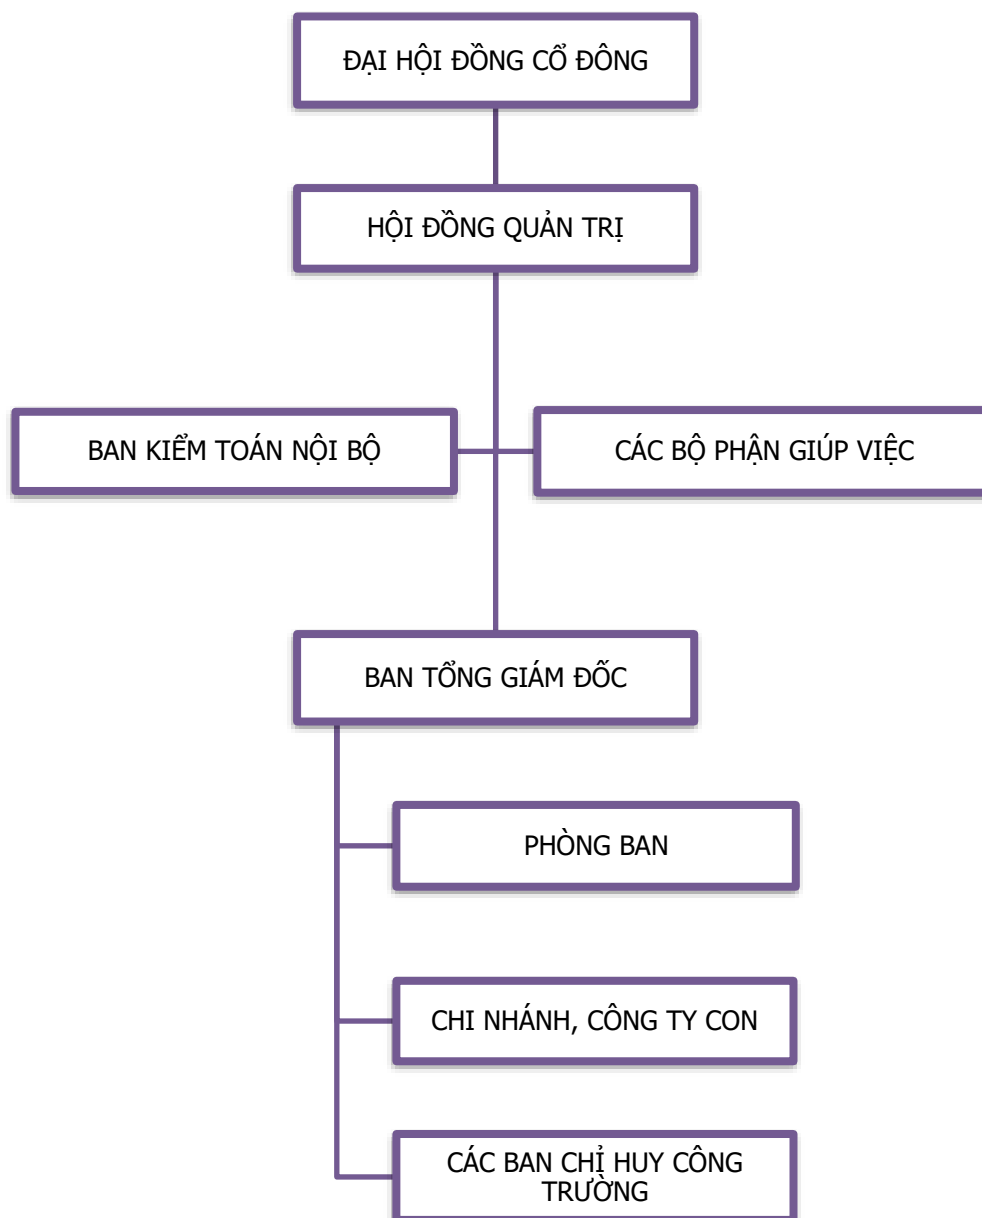 ĐẠI HỘI ĐỒNG CỔ ĐÔNG
HỘI ĐỒNG QUẢN TRỊ
BAN KIỂM TOÁN NỘI BỘ
CÁC BỘ PHẬN GIÚP VIỆC
BAN TỔNG GIÁM ĐỐC
PHÒNG BAN
CHI NHÁNH, CÔNG TY CON
CÁC BAN CHỈ HUY CÔNG
TRƯỜNG